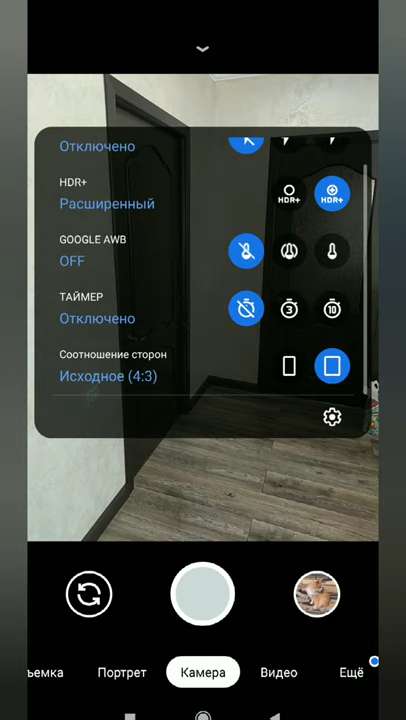 Отключено
HDR+
Расширенный
HDR+
HDR+
GOOGLE AWB
OFF
ТАЙМЕР
Отключено
3
10
Соотношение сторон
Исходное (4:3)
ъемка Портрет Камера Видео Ещё